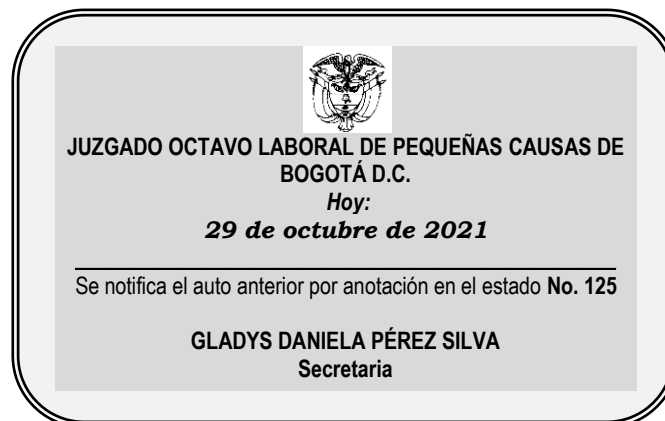 JUZGADO OCTAVO LABORAL DE PEQUEÑAS CAUSAS DE
BOGOTÁ D.C.
Hoy:
29 de octubre de 2021
Se notifica el auto anterior por anotación en el estado No. 125
GLADYS DANIELA PÉREZ SILVA
Secretaria